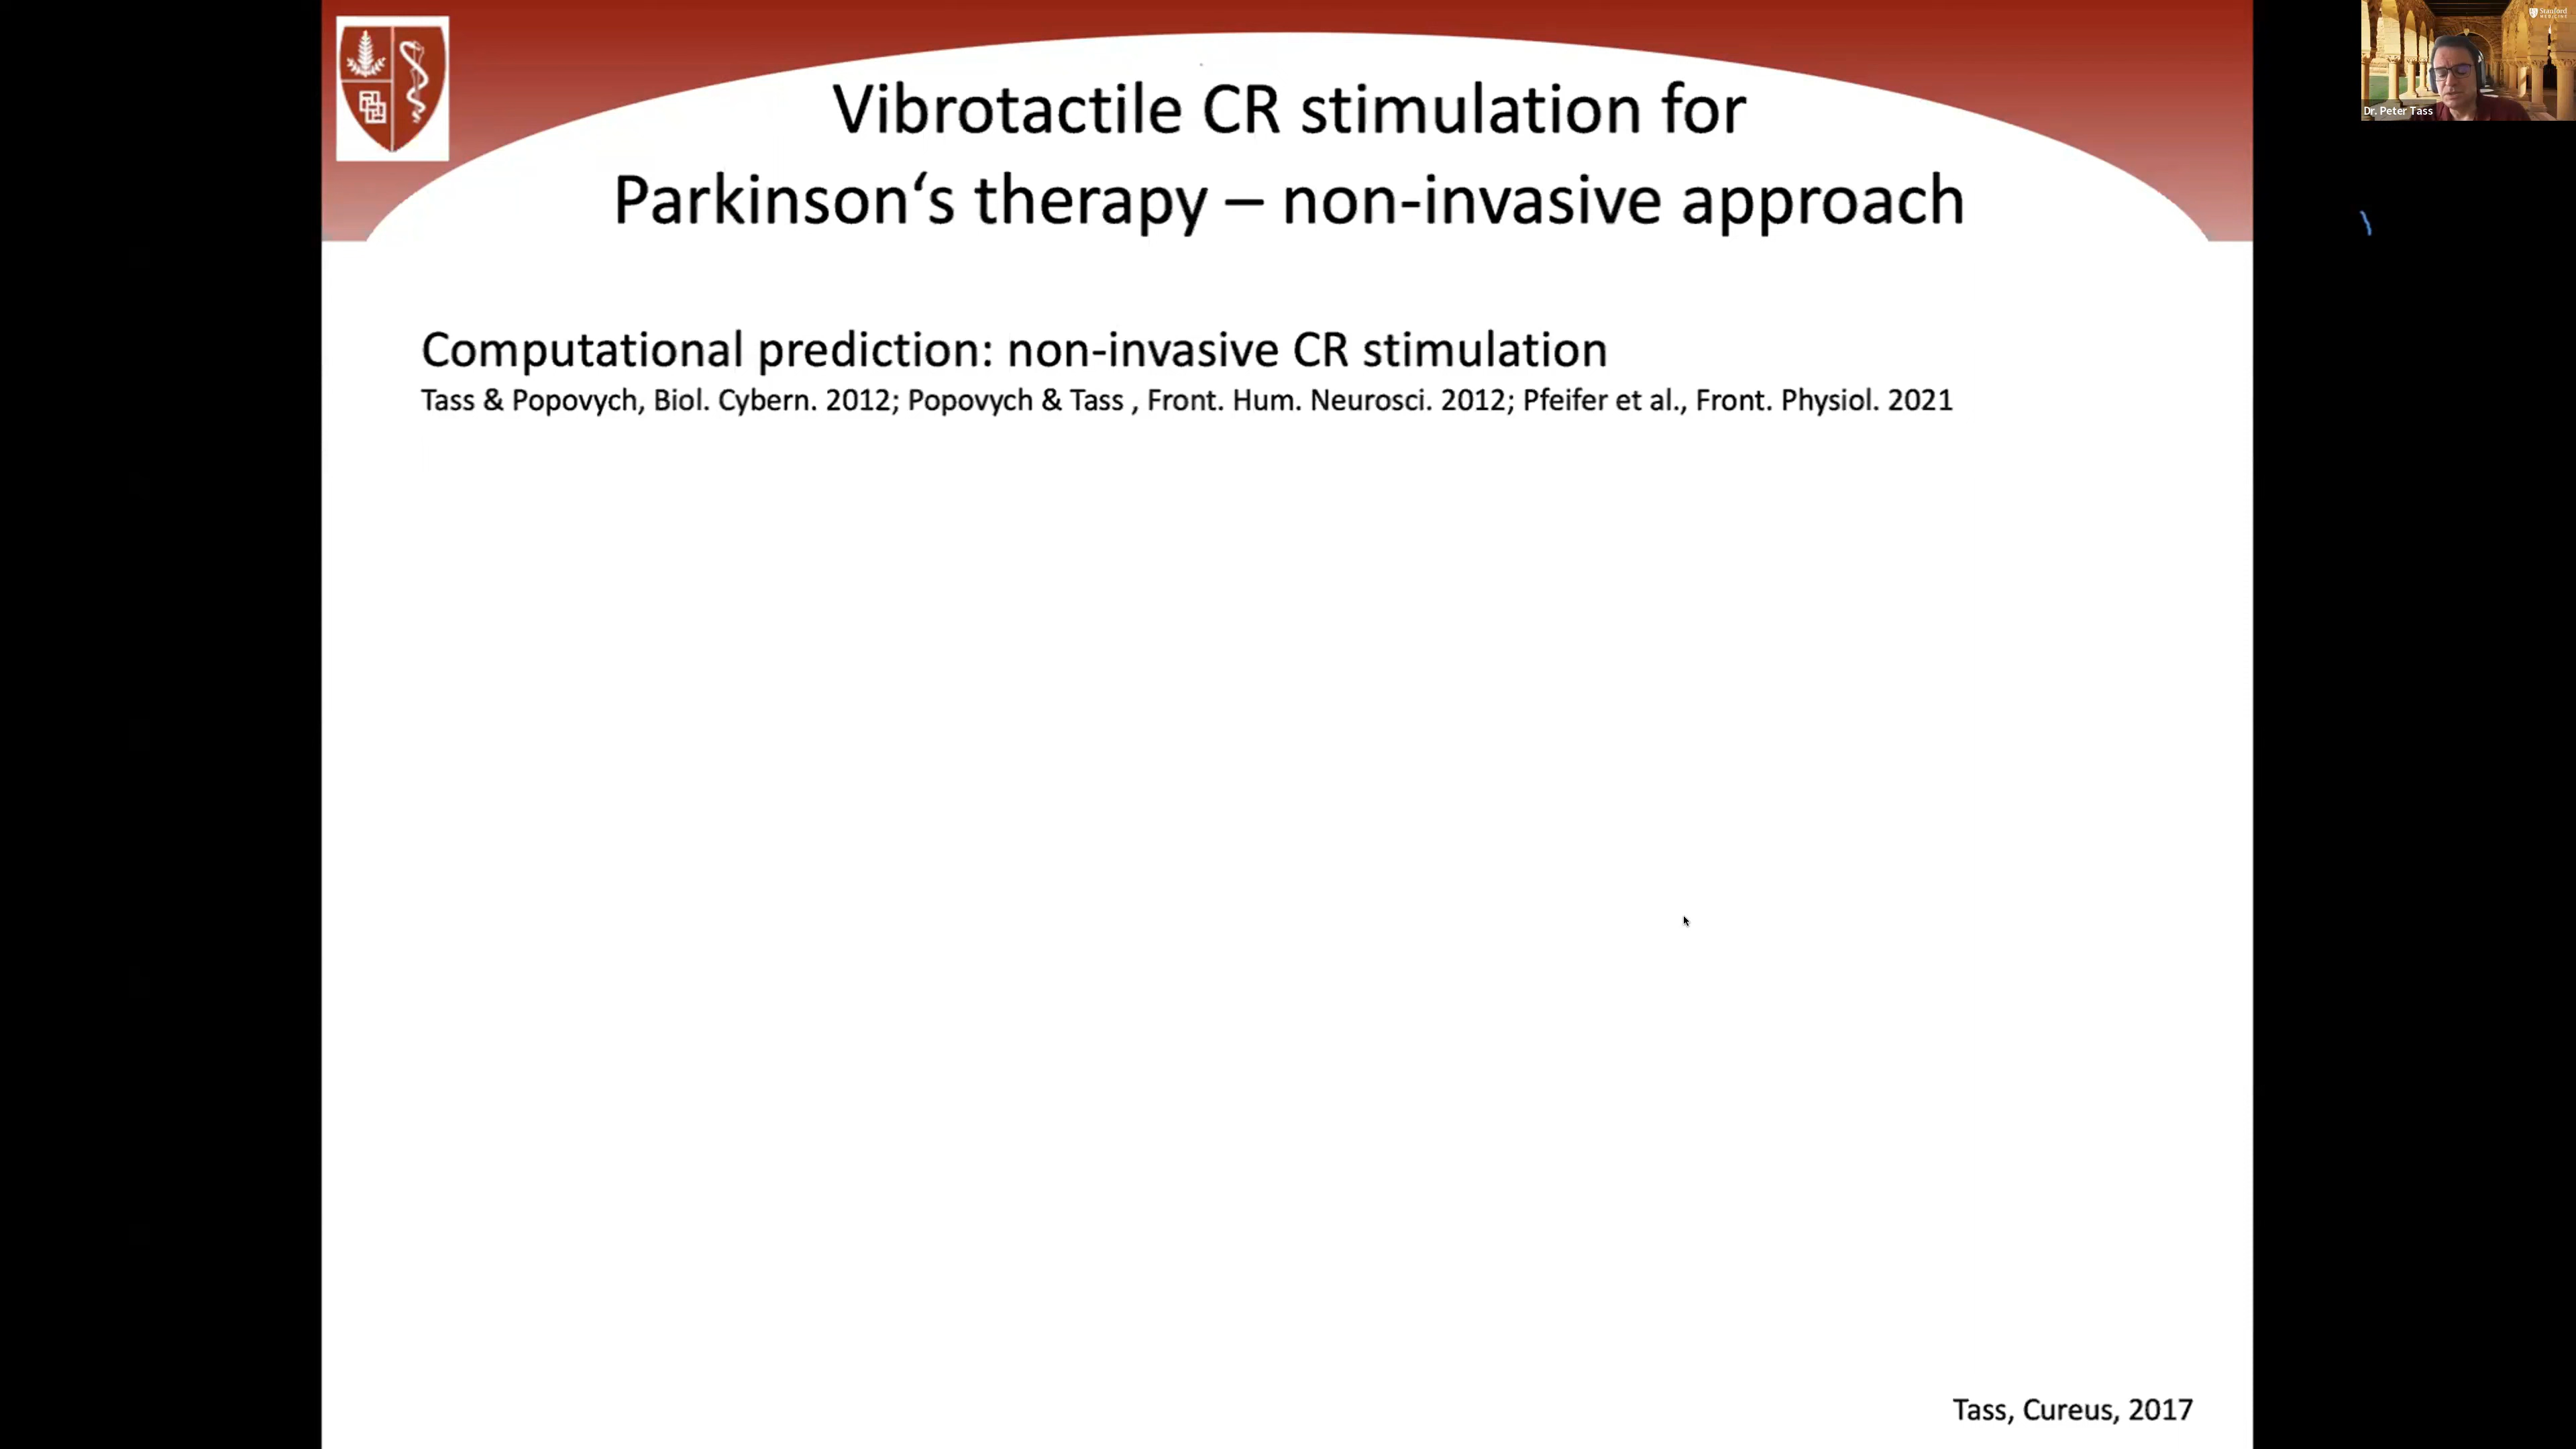 Vibrotactile CR stimulation for
Parkinson‘s therapy – non-invasive approach
Computational prediction: non-invasive CR stimulation
Tass & Popovych, Biol. Cybern. 2012; Popovych & Tass , Front. Hum. Neurosci. 2012; Pfeifer et al., Front. Physiol. 2021
Tass, Cureus, 2017
Stanford
MEDICINE
Dr. Peter Tass